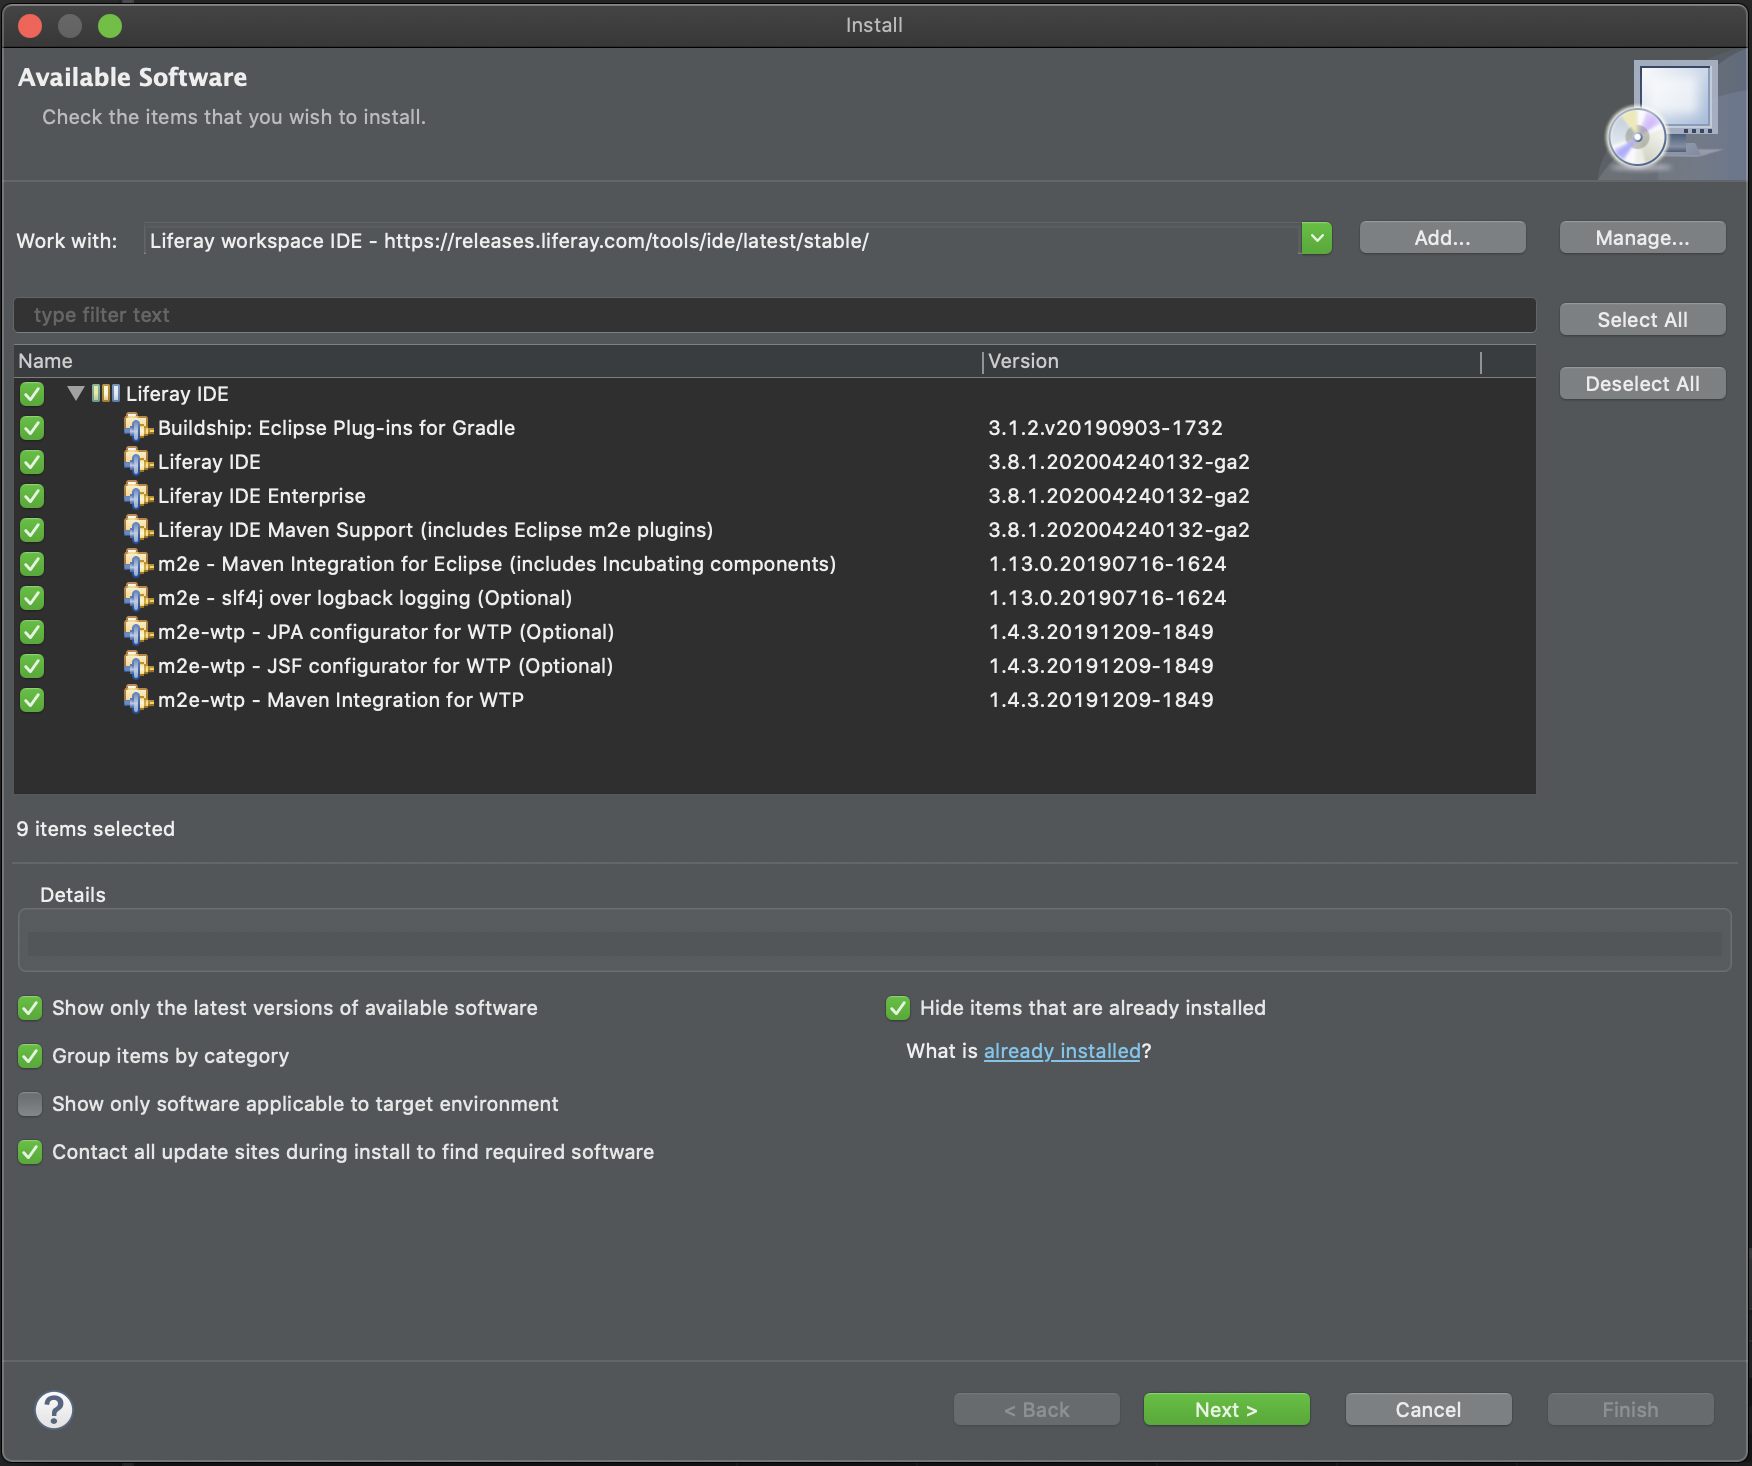 Install
Available Software
Check the items that you wish to install.
Work with: Liferay workspace IDE - https://releases.liferay.com/tools/ide/latest/stable/ Add... Manage...
type filter text Select All
Name Version
Deselect All
Liferay IDE
Buildship: Eclipse Plug-ins for Gradle 3.1.2.v20190903-1732
Liferay IDE 3.8.1.202004240132-ga2
Liferay IDE Enterprise 3.8.1.202004240132-ga2
Liferay IDE Maven Support (includes Eclipse m2e plugins) 3.8.1.202004240132-ga2
m2e - Maven Integration for Eclipse (includes Incubating components) 1.13.0.20190716-1624
m2e - slf4j over logback logging (Optional) 1.13.0.20190716-1624
m2e-wtp - JPA configurator for WTP (Optional) 1.4.3.20191209-1849
m2e-wtp - JSF configurator for WTP (Optional) 1.4.3.20191209-1849
m2e-wtp - Maven Integration for WTP 1.4.3.20191209-1849
9 items selected
Details
Show only the latest versions of available software Hide items that are already installed
Group items by category What is already installed?
Show only software applicable to target environment
Contact all update sites during install to find required software
? < Back Next > Cancel Finish